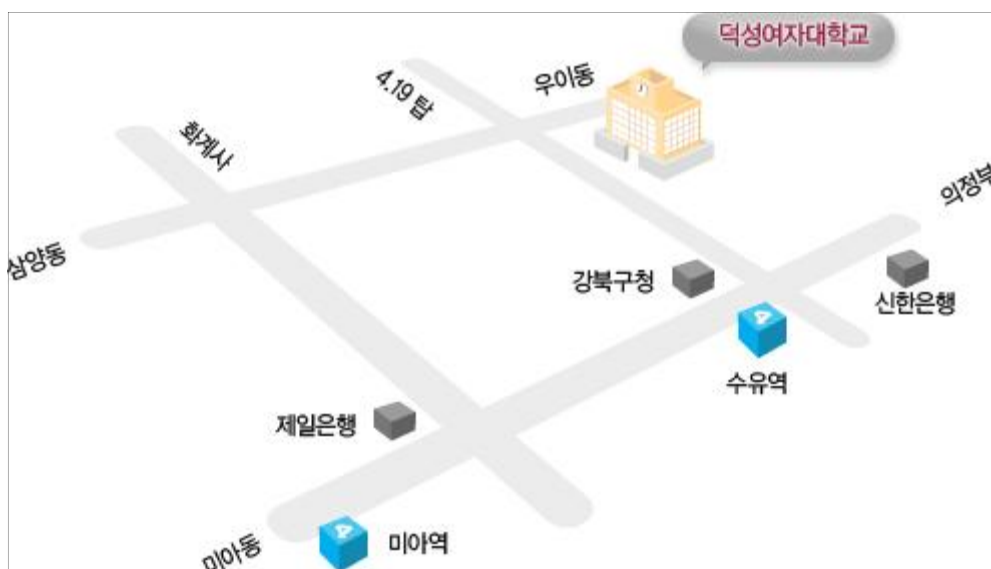 덕성여자대학교
우이동
4.19 탑
화계사
의정부
삼양동
강북구청
신한은행
4
수유역
제일은행
4
미아역
미아동